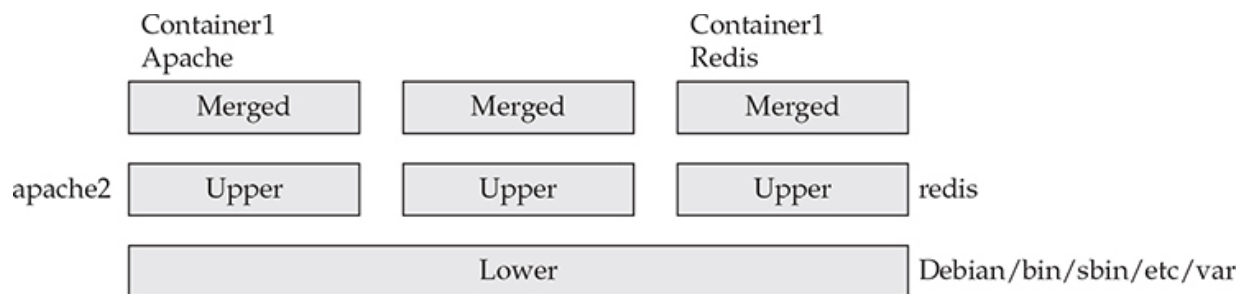 Container1
Apache
Container1
Redis
Merged
Merged
Merged
apache2
Upper
Upper
Upper
redis
Lower
Debian/bin/sbin/etc/var